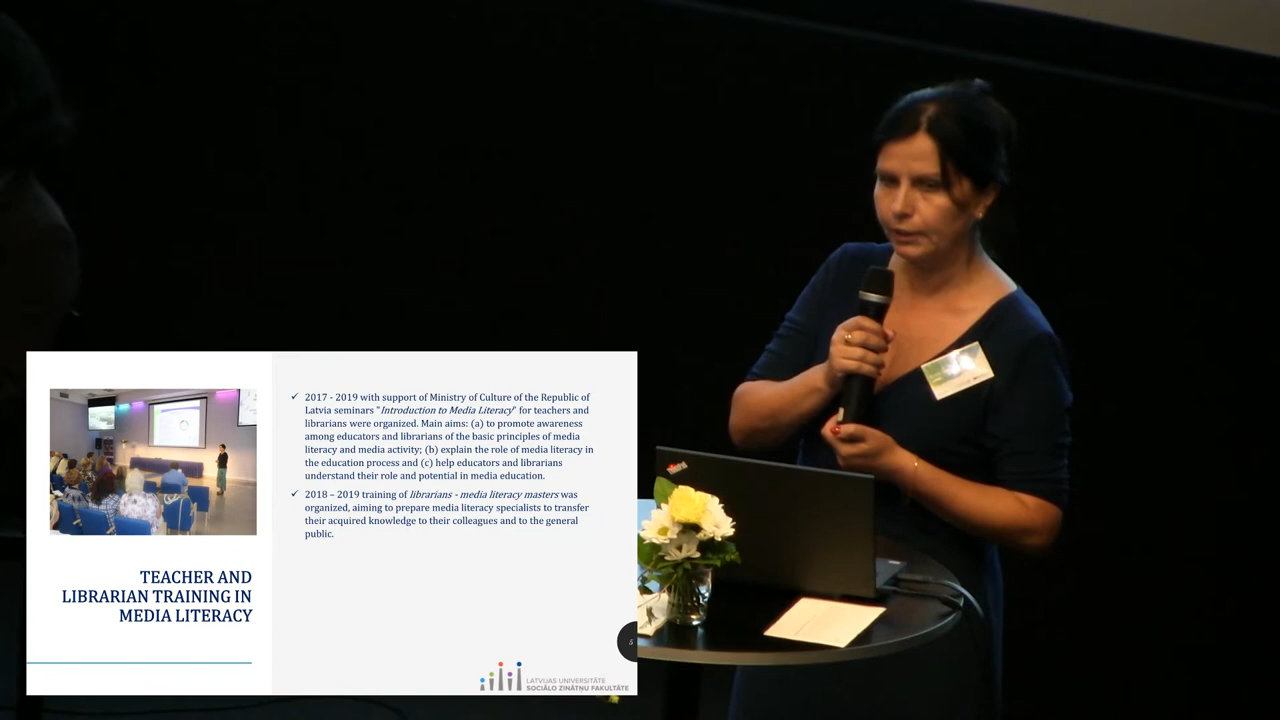 ✓ 2017 - 2019 with support of Ministry of Culture of the Republic of
Latvia seminars "Introduction to Media Literacy" for teachers and
librarians were organized. Main aims: (a) to promote awareness
among educators and librarians of the basic principles of media
literacy and media activity; (b) explain the role of media literacy in
the education process and (c) help educators and librarians
understand their role and potential in media education.
✓ 2018 – 2019 training of librarians - media literacy masters was
organized, aiming to prepare media literacy specialists to transfer
their acquired knowledge to their colleagues and to the general
public.
TEACHER AND
LIBRARIAN TRAINING IN
MEDIA LITERACY
5
LATVIJAS UNIVERSITĀTE
SOCIĀLO ZINĀTŅU FAKULTĀTE